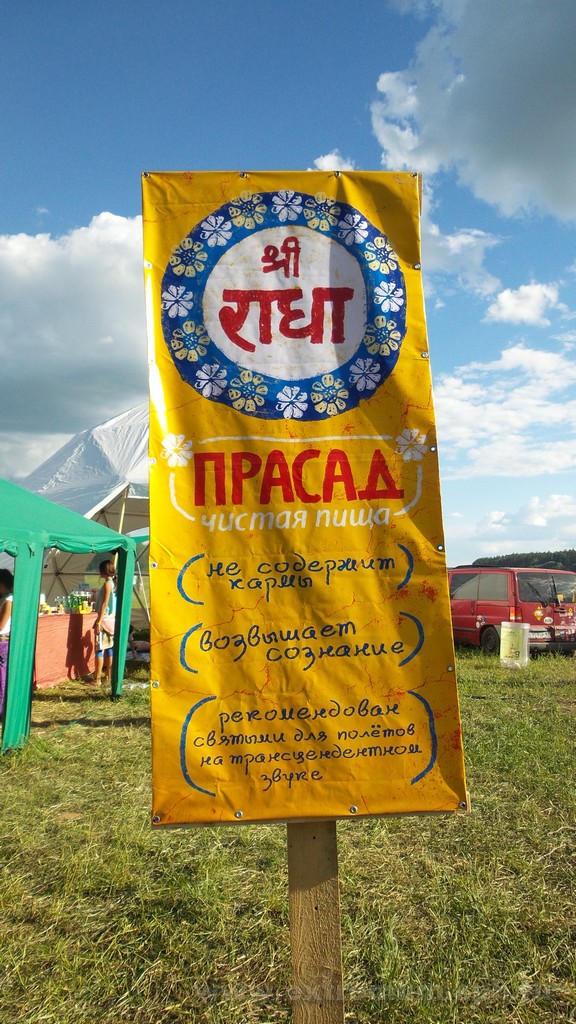 श्री
राधा
ПРАСАД
чистая пища
не содержит
кармы
возвышает
сознание
рекомендован
святыми для полётов
на трансцендентном
звуке